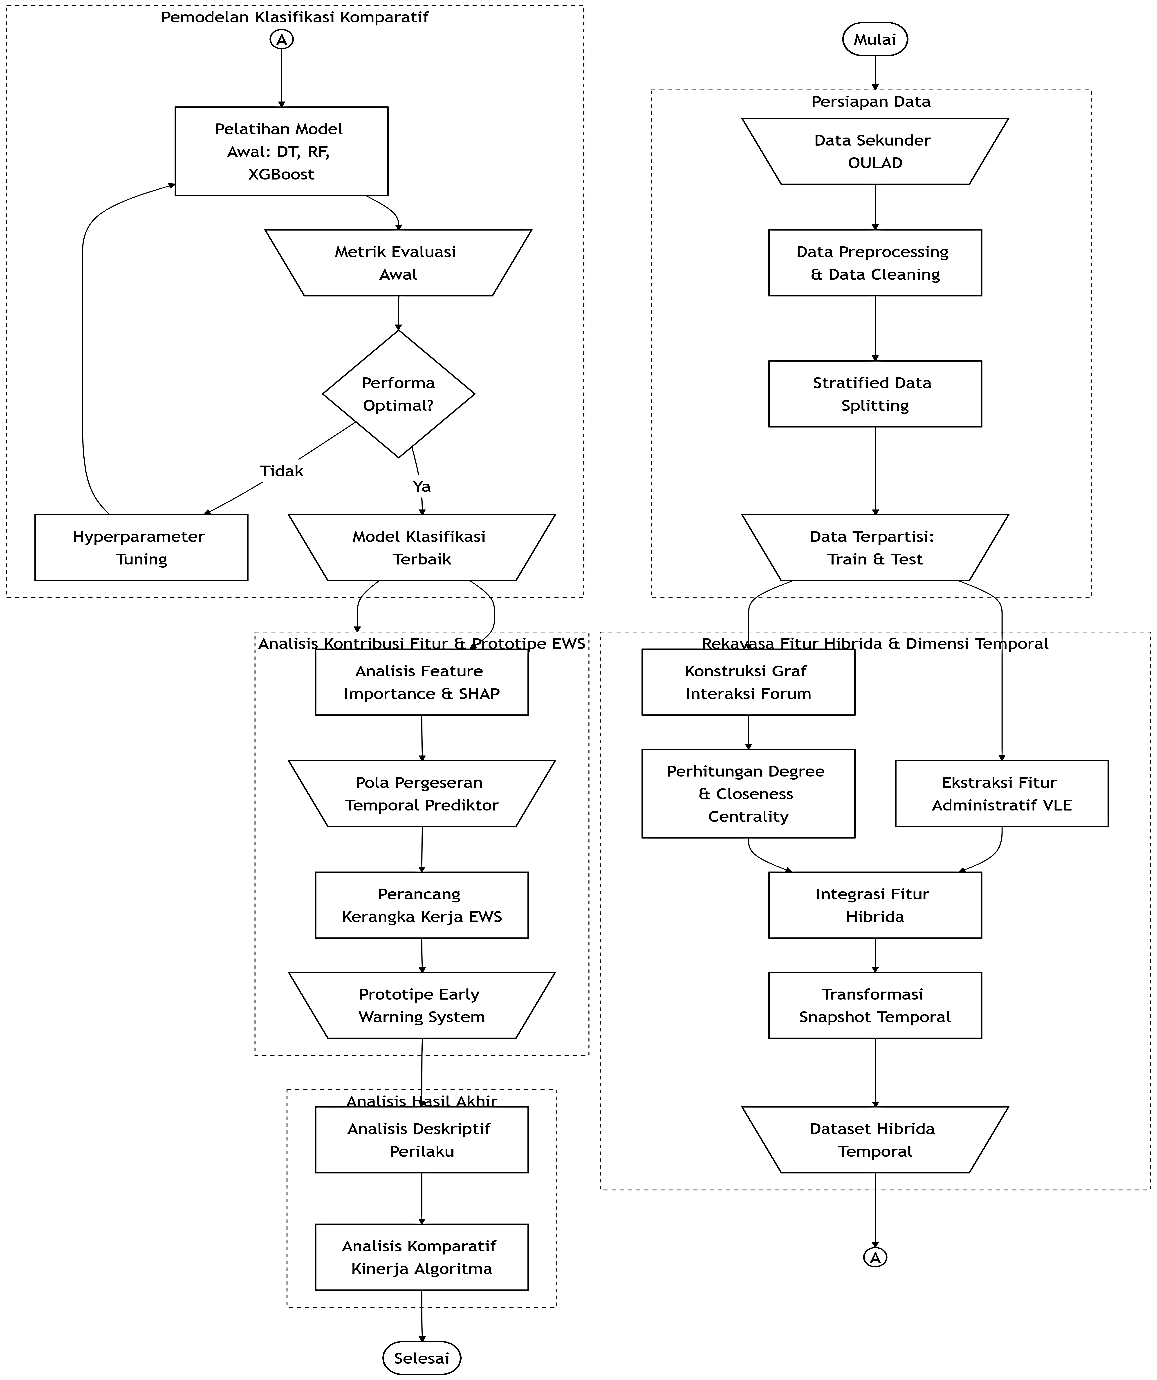 Pemodelan Klasifikasi Komparatif
A
Pelatihan Model
Awal: DT, RF,
XGBoost
Metrik Evaluasi
Awal
Performa
Optimal?
Tidak
Ya
Hyperparameter
Tuning
Model Klasifikasi
Terbaik
Analisis Kontribusi Fitur & Prototipe EWS
Analisis Feature
Importance & SHAP
Pola Pergeseran
Temporal Prediktor
Perancang
Kerangka Kerja EWS
Prototipe Early
Warning System
Analisis Hasil Akhir
Analisis Deskriptif
Perilaku
Analisis Komparatif
Kinerja Algoritma
Selesai
Mulai
Persiapan Data
Data Sekunder
OULAD
Data Preprocessing
& Data Cleaning
Stratified Data
Splitting
Data Terpartisi:
Train & Test
Rekayasa Fitur Hibrida & Dimensi Temporal
Konstruksi Graf
Interaksi Forum
Perhitungan Degree
& Closeness
Centrality
Ekstraksi Fitur
Administratif VLE
Integrasi Fitur
Hibrida
Transformasi
Snapshot Temporal
Dataset Hibrida
Temporal
A